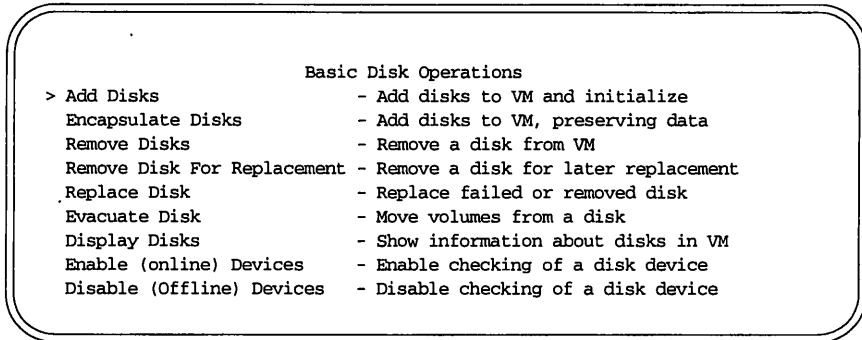 Basic Disk Operations
> Add Disks - Add disks to VM and initialize
Encapsulate Disks - Add disks to VM, preserving data
Remove Disks - Remove a disk from VM
Remove Disk For Replacement - Remove a disk for later replacement
Replace Disk - Replace failed or removed disk
Evacuate Disk - Move volumes from a disk
Display Disks - Show information about disks in VM
Enable (online) Devices - Enable checking of a disk device
Disable (Offline) Devices - Disable checking of a disk device